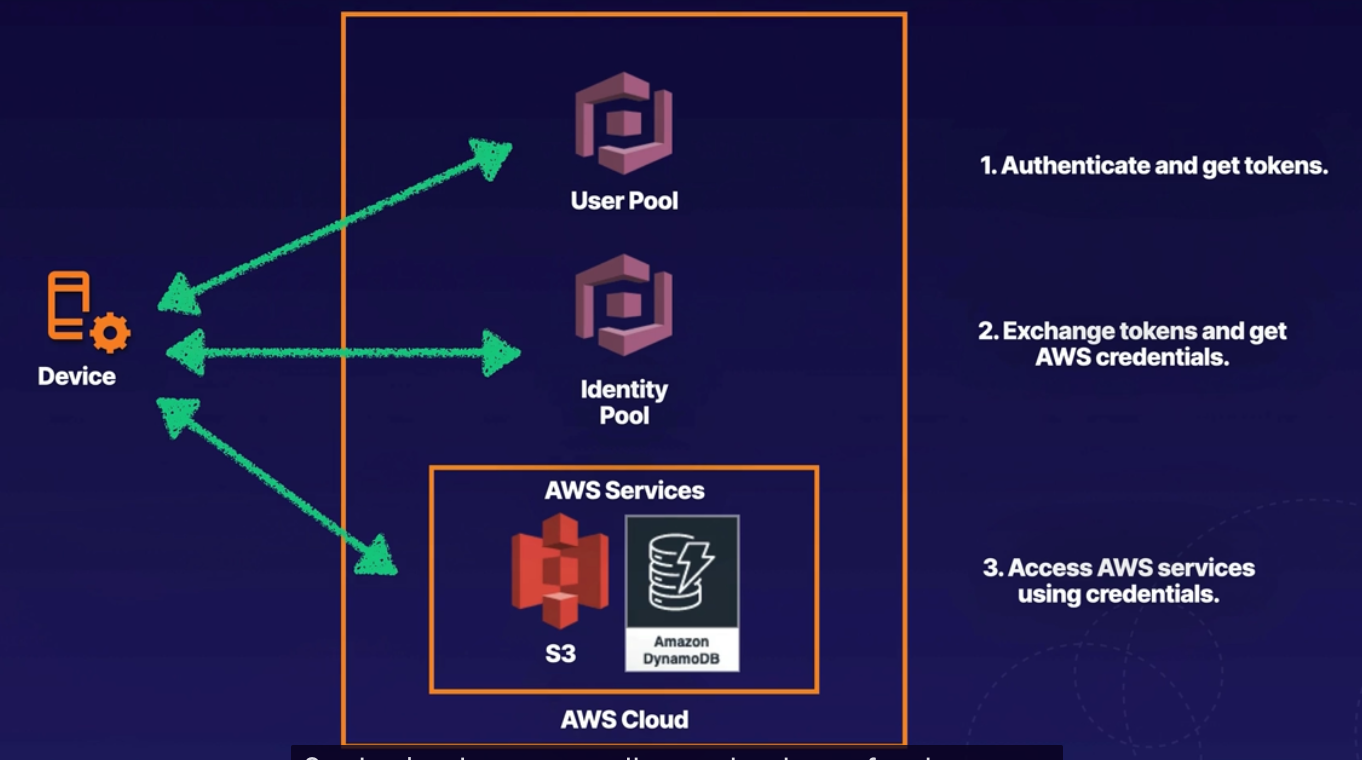 User Pool
1. Authenticate and get tokens.
Device
Identity
Pool
2. Exchange tokens and get
AWS credentials.
AWS Services
S3
Amazon
DynamoDB
3. Access AWS services
using credentials.
AWS Cloud